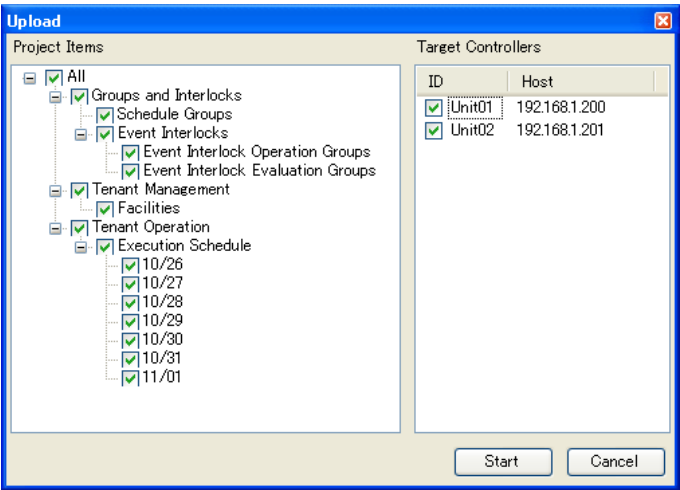 Upload
Project Items
All
Groups and Interlocks
Schedule Groups
Event Interlocks
Event Interlock Operation Groups
Event Interlock Evaluation Groups
Tenant Management
Facilities
Tenant Operation
Execution Schedule
10/26
10/27
10/28
10/29
10/30
10/31
11/01
Target Controllers
ID Host
Unit01 192.168.1.200
Unit02 192.168.1.201
Start Cancel